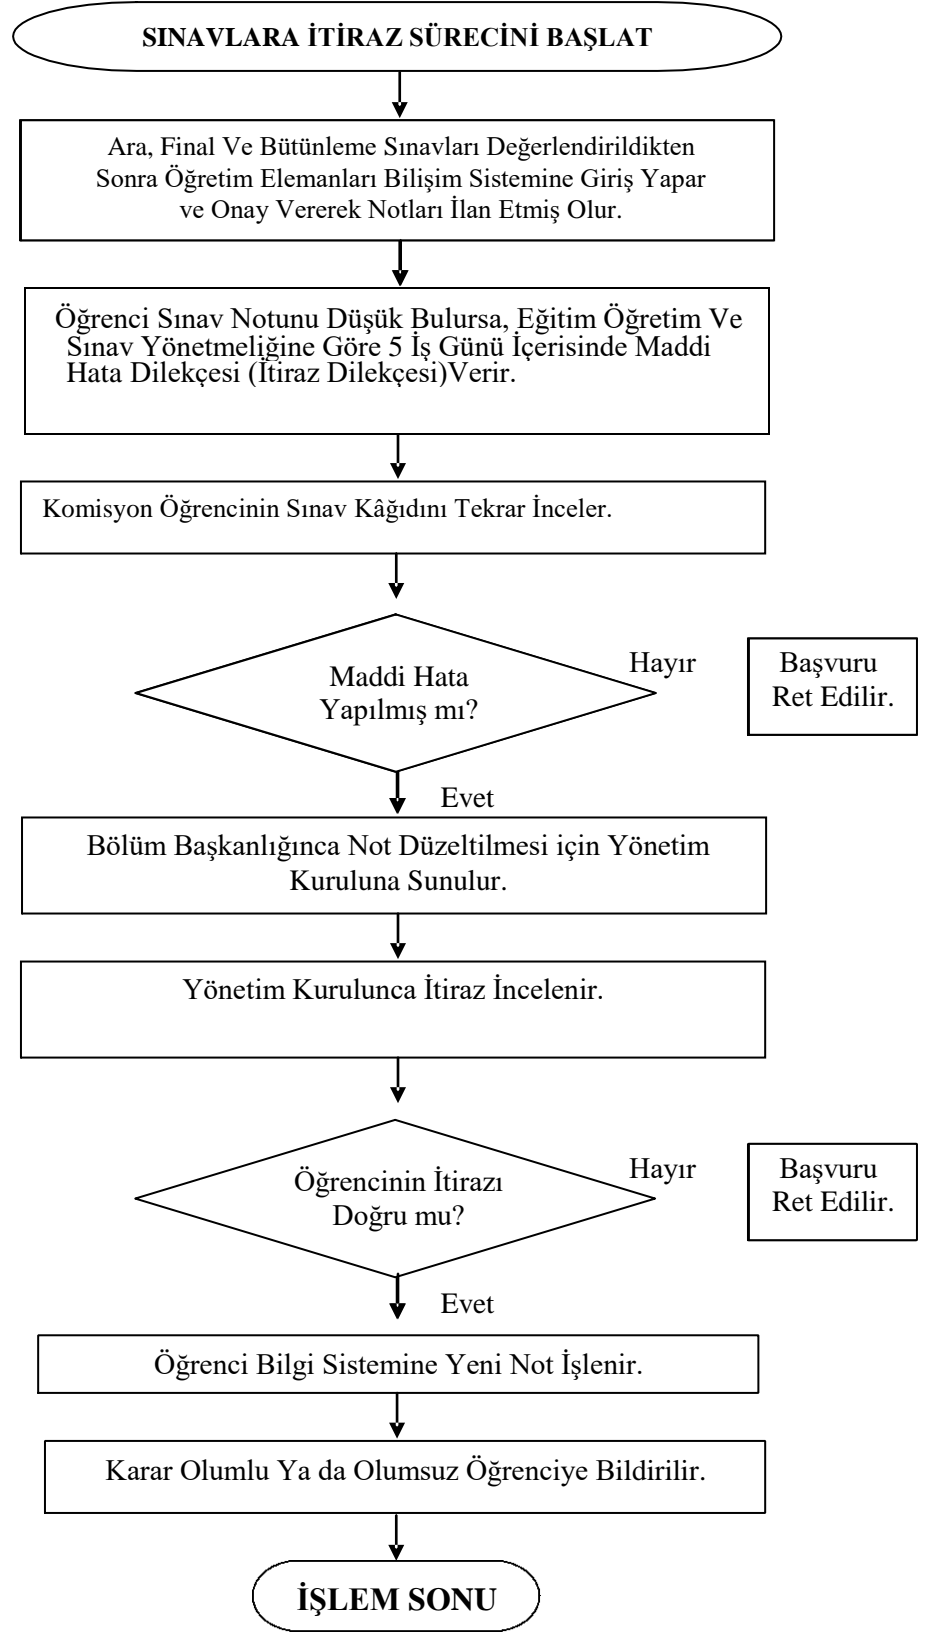 SINAVLARA İTİRAZ SÜRECİNİ BAŞLAT
Ara, Final Ve Bütünleme Sınavları Değerlendirildikten
Sonra Öğretim Elemanları Bilişim Sistemine Giriş Yapar
ve Onay Vererek Notları İlan Etmiş Olur.
Öğrenci Sınav Notunu Düşük Bulursa, Eğitim Öğretim Ve
Sınav Yönetmeliğine Göre 5 İş Günü İçerisinde Maddi
Hata Dilekçesi (İtiraz Dilekçesi)Verir.
Komisyon Öğrencinin Sınav Kâğıdını Tekrar İnceler.
Maddi Hata
Yapılmış mı?
Hayır
Başvuru
Ret Edilir.
Evet
Bölüm Başkanlığınca Not Düzeltilmesi için Yönetim
Kuruluna Sunulur.
Yönetim Kurulunca İtiraz İncelenir.
Öğrencinin İtirazı
Doğru mu?
Hayır
Başvuru
Ret Edilir.
Evet
Öğrenci Bilgi Sistemine Yeni Not İşlenir.
Karar Olumlu Ya da Olumsuz Öğrenciye Bildirilir.
İŞLEM SONU